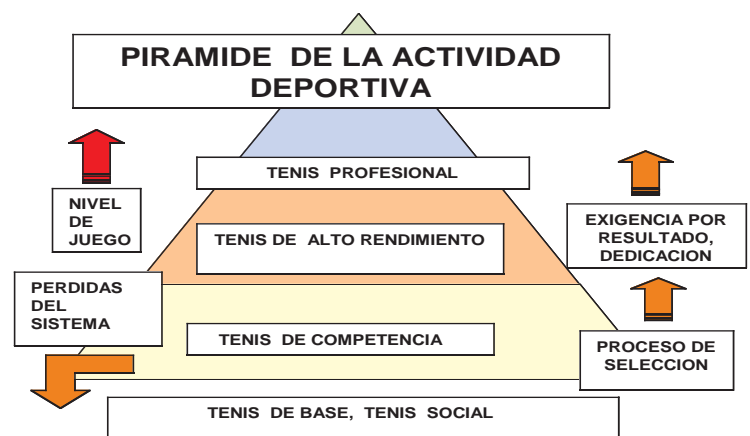 PIRAMIDE DE LA ACTIVIDAD
DEPORTIVA
TENIS PROFESIONAL
NIVEL
DE
JUEGO
TENIS DE ALTO RENDIMIENTO
EXIGENCIA POR
RESULTADO,
DEDICACION
PERDIDAS
DEL
SISTEMA
TENIS DE COMPETENCIA
PROCESO DE
SELECCION
TENIS DE BASE, TENIS SOCIAL